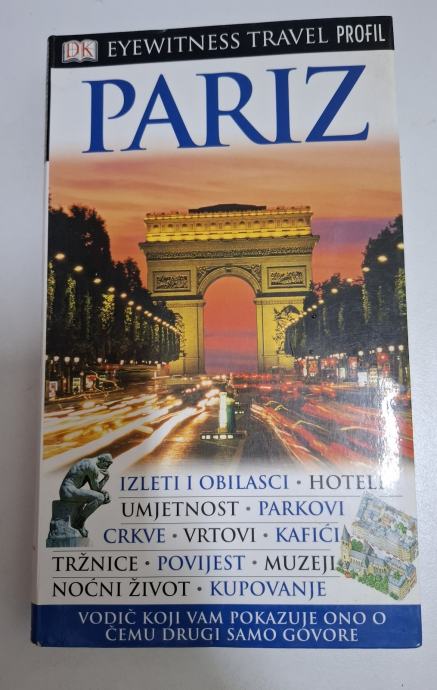 DK EYEWITNESS TRAVEL PROFIL
PARIZ
IZLETI I OBILASCI • HOTELI
UMJETNOST • PARKOVI
CRKVE • VRTOVI • KAFIĆI
TRŽNICE • POVIJEST • MUZEJI
NOĆNI ŽIVOT • KUPOVANJE
VODIČ KOJI VAM POKAZUJE ONO O
ČEMU DRUGI SAMO GOVORE